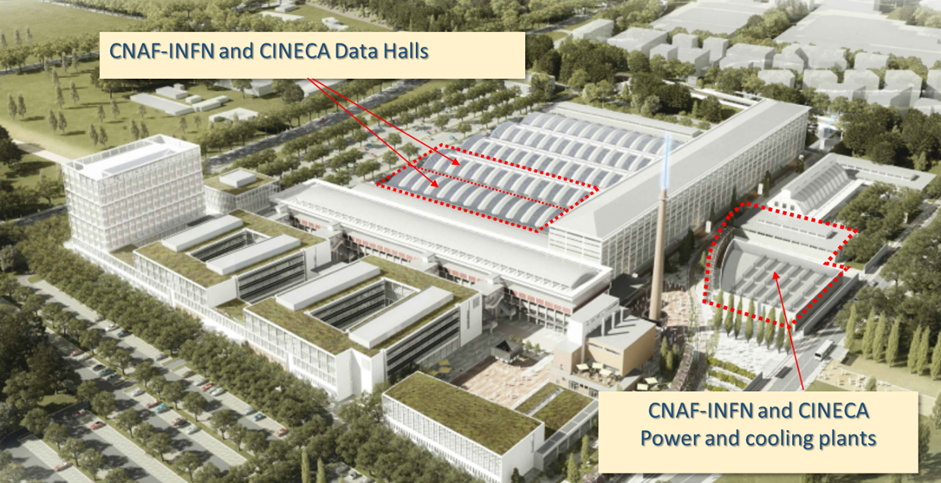 CNAF-INFN and CINECA Data Halls
CNAF-INFN and CINECA
Power and cooling plants